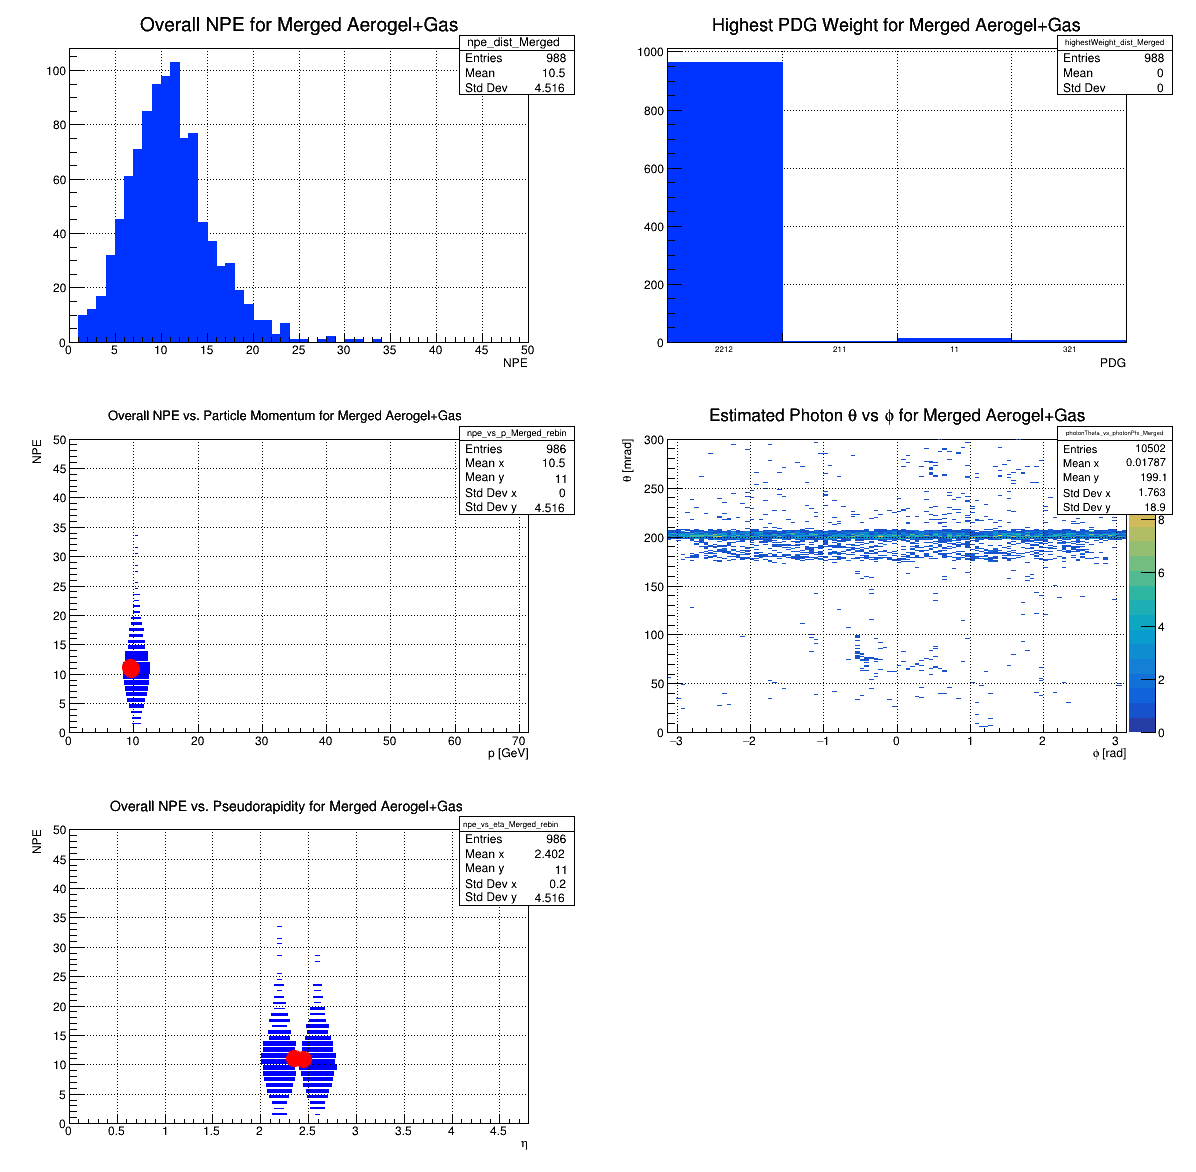 Overall NPE for Merged Aerogel+Gas
npe_dist_Merged
Entries 988
Mean 10.5
Std Dev 4.516
100
80
60
40
20
0
0 5 10 15 20 25 30 35 40 45 50
NPE
Highest PDG Weight for Merged Aerogel+Gas
highestWeight_dist_Merged
Entries 988
Mean 0
Std Dev 0
1000
800
600
400
200
0
2212 211 11 321
PDG
Overall NPE vs. Particle Momentum for Merged Aerogel+Gas
npe_vs_p_Merged_rebin
Entries 986
Mean x 10.5
Mean y 11
Std Dev x 0
Std Dev y 4.516
NPE
50
45
40
35
30
25
20
15
10
5
0
0 10 20 30 40 50 60 70
p [GeV]
Estimated Photon θ vs ϕ for Merged Aerogel+Gas
photonTheta_vs_photonPhi_Merged
Entries 10502
Mean x 0.01787
Mean y 199.1
Std Dev x 1.763
Std Dev y 18.9
θ [mrad]
300
250
200
150
100
50
0
−3 −2 −1 0 1 2 3
ϕ [rad]
8
6
4
2
0
Overall NPE vs. Pseudorapidity for Merged Aerogel+Gas
npe_vs_eta_Merged_rebin
Entries 986
Mean x 2.402
Mean y 11
Std Dev x 0.2
Std Dev y 4.516
NPE
50
45
40
35
30
25
20
15
10
5
0
0 0.5 1 1.5 2 2.5 3 3.5 4 4.5
η